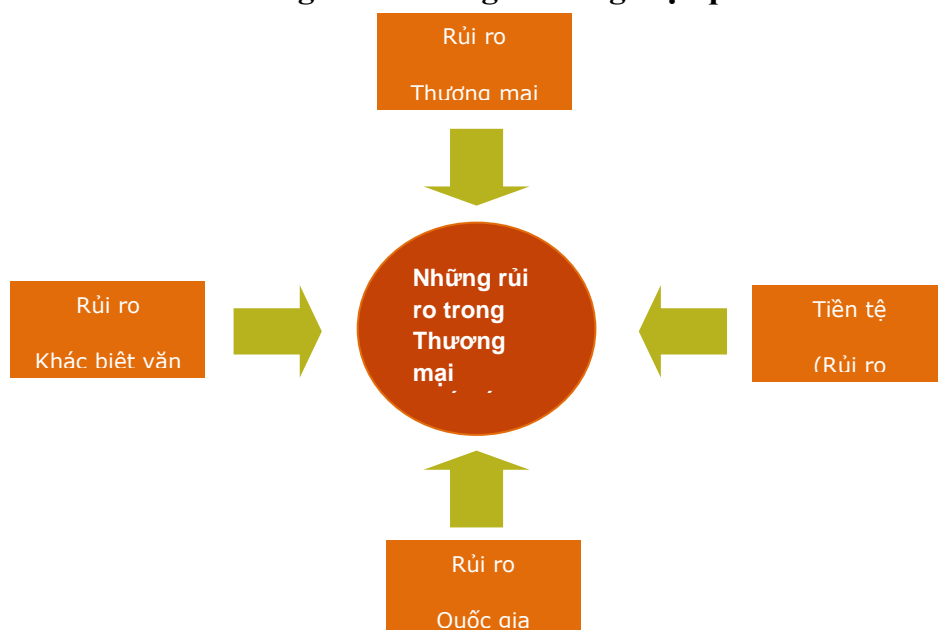 Rủi ro
Thương mại
Những rủi
ro trong
Thương
mại
Rủi ro
Khác biệt văn
Tiền tệ
(Rủi ro
Rủi ro
Quốc gia